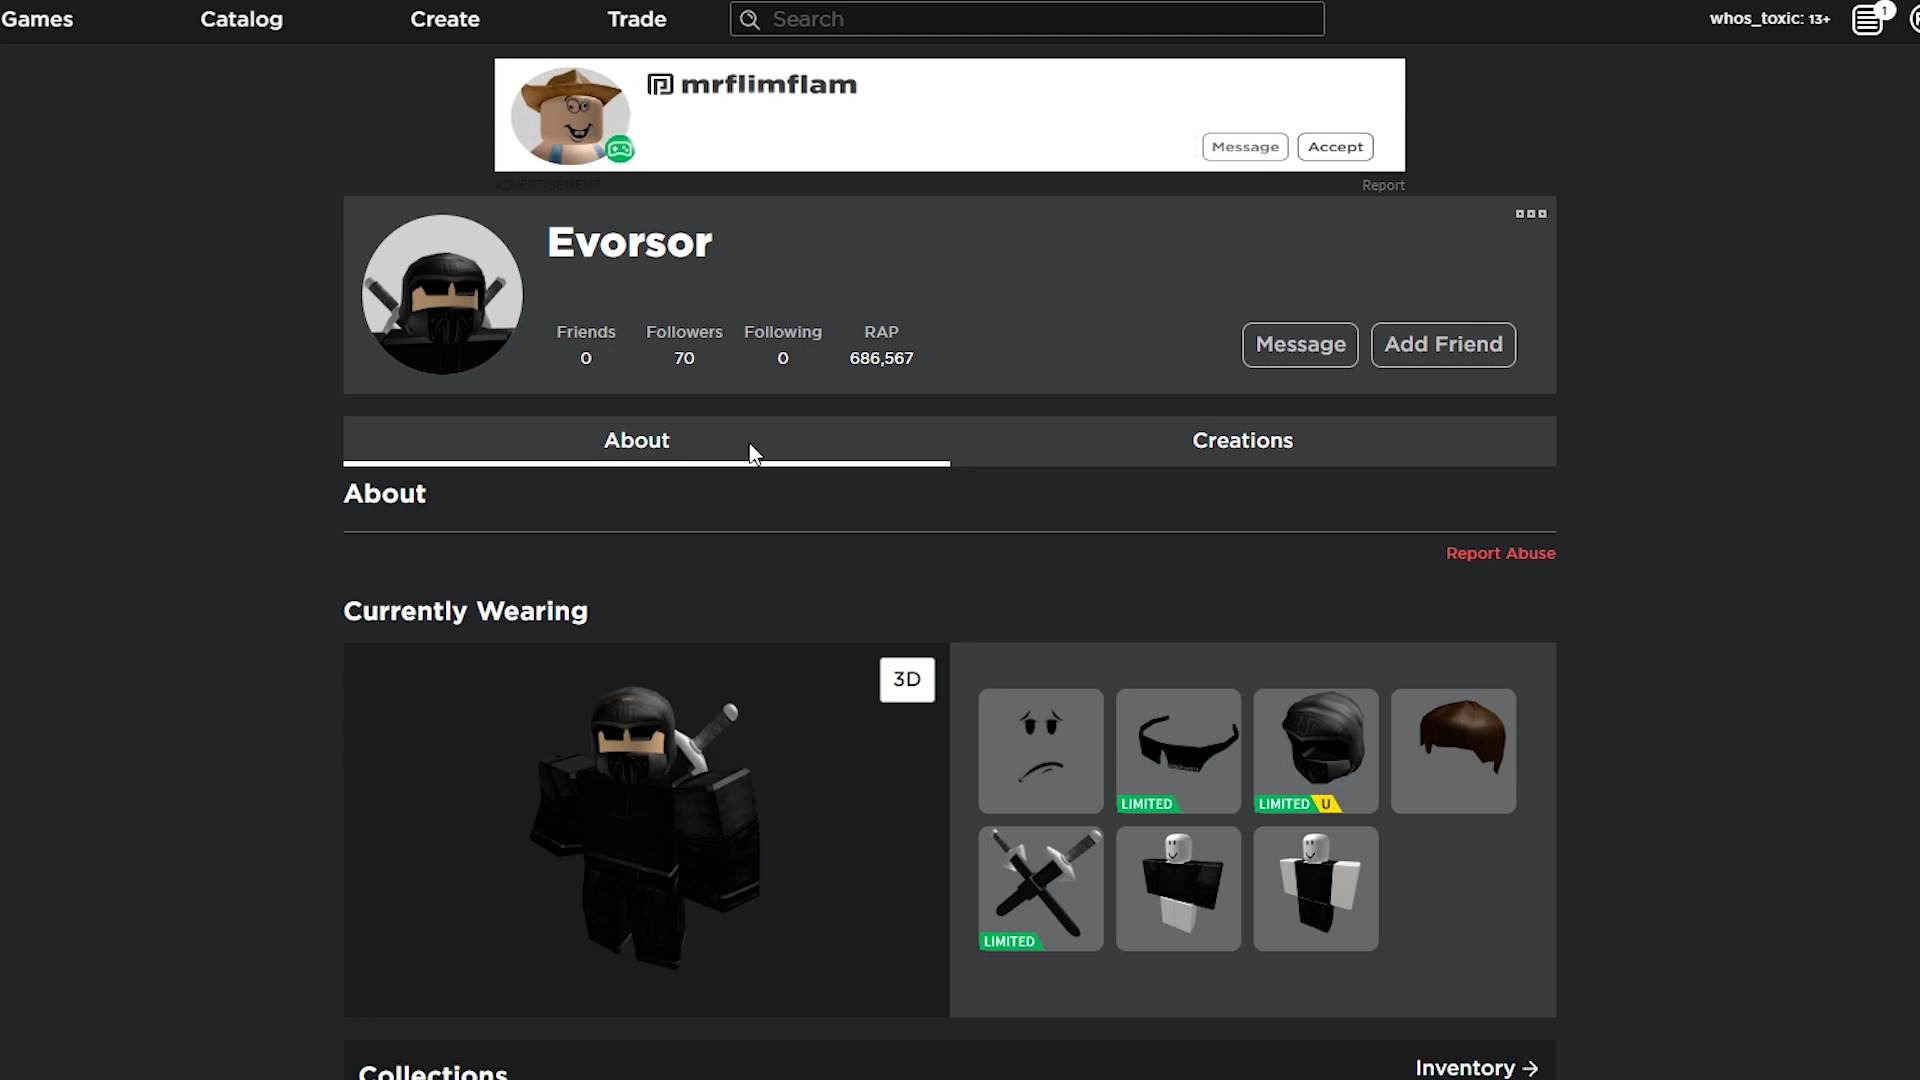 Games Catalog Create Trade Search whos_toxic: 13+ 1
mrflimflam
Message Accept
ADVERTISEMENT Report
Evorsor
Friends Followers Following RAP
0 70 0 686,567
Message Add Friend
About Creations
About
Report Abuse
Currently Wearing
3D
LIMITED LIMITED U
LIMITED
Collections Inventory →